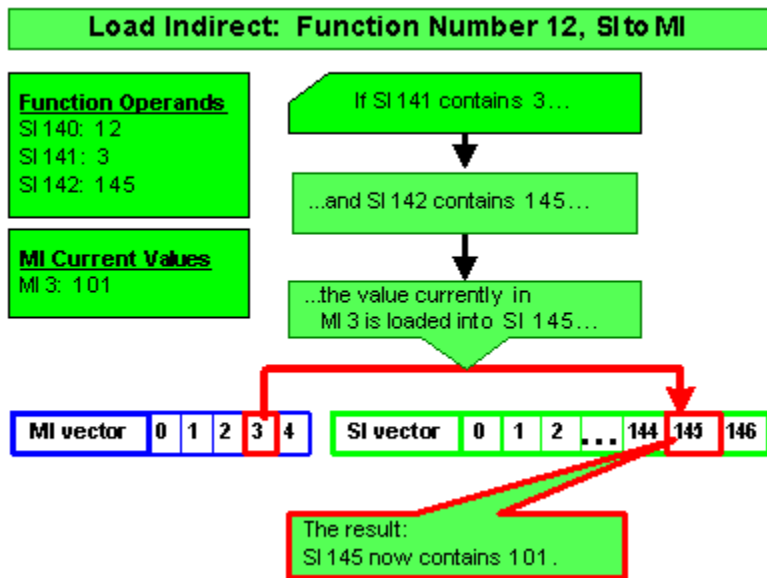 Load Indirect: Function Number 12, SI to MI
Function Operands
SI 140: 12
SI 141: 3
SI 142: 145
MI Current Values
MI 3: 101
If SI 141 contains 3...
...and SI 142 contains 145...
...the value currently in
MI 3 is loaded into SI 145...
MI vector 0 1 2 3 4
SI vector 0 1 2 ... 144 145 146
The result:
SI 145 now contains 101.